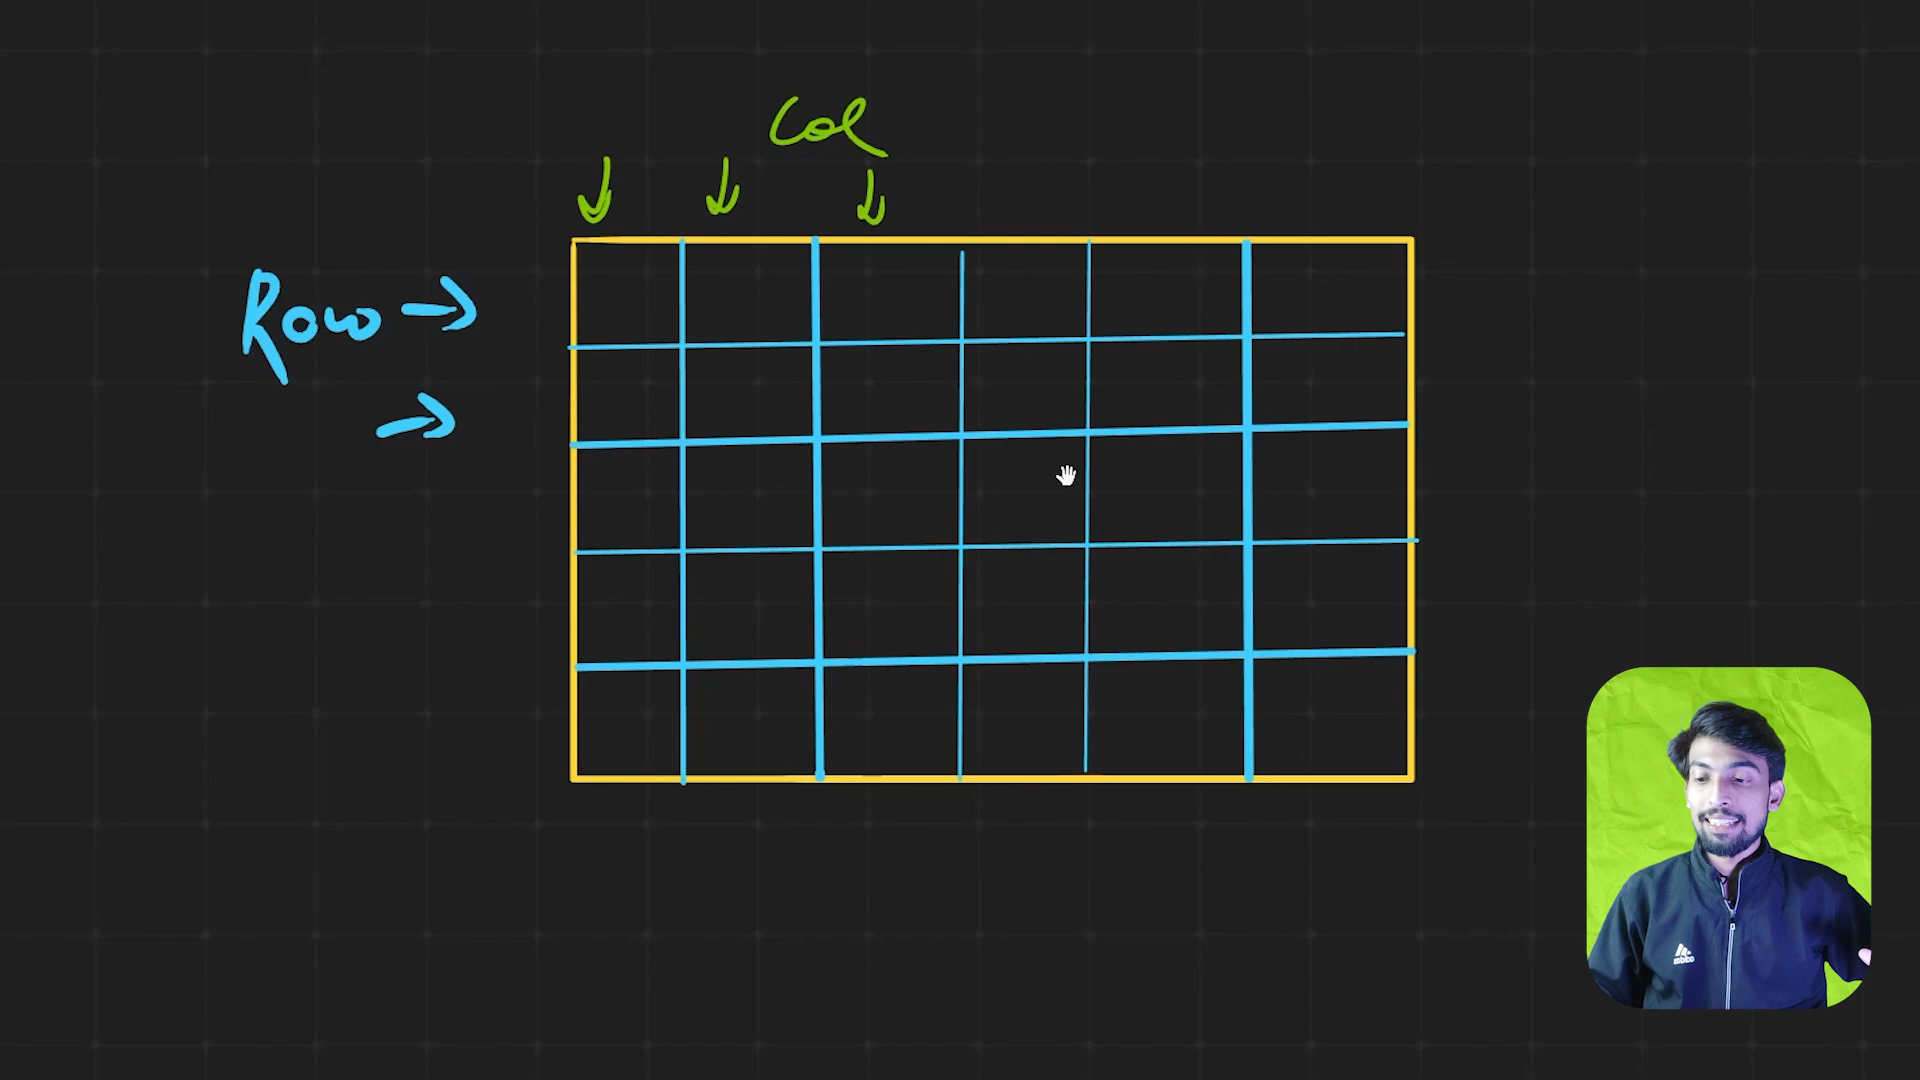 Col
Row →
→